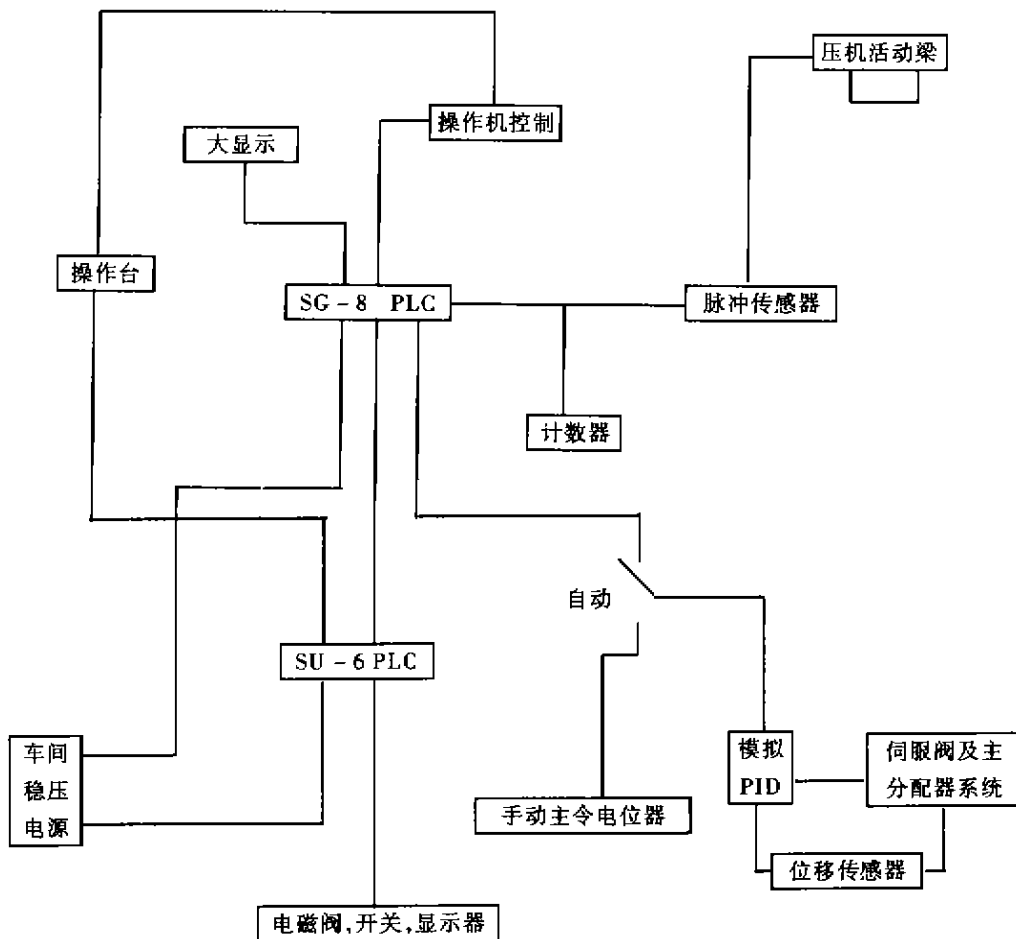 压机活动梁
操作机控制
大显示
操作台
SG-8 PLC
脉冲传感器
计数器
自动
SU-6 PLC
车间
稳压
电源
模拟
PID
伺服阀及主
分配器系统
手动主令电位器
位移传感器
电磁阀,开关,显示器